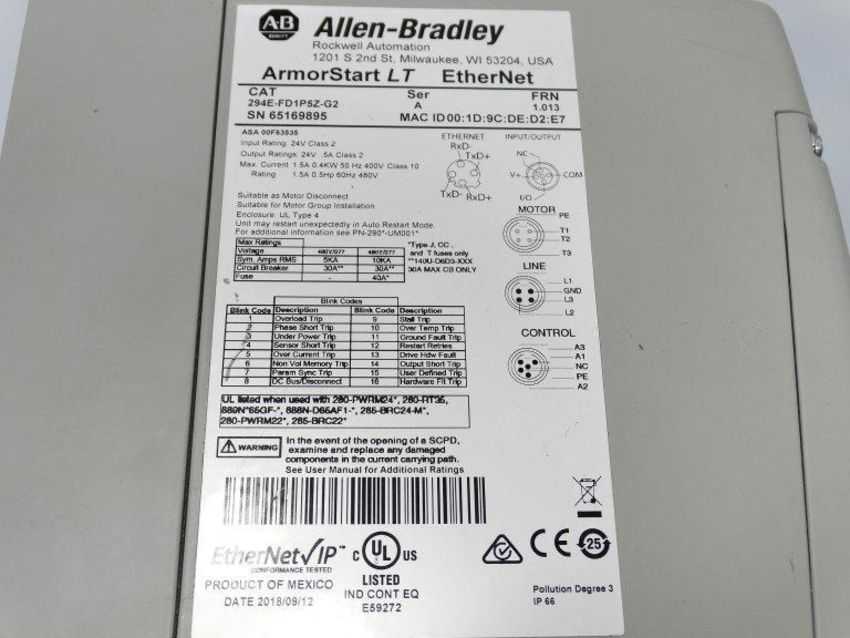 AB
QUALITY
Allen-Bradley
Rockwell Automation
1201 S 2nd St, Milwaukee, WI 53204, USA
ArmorStart LT EtherNet
CAT Ser FRN
294E-FD1P5Z-G2 A 1.013
SN 65169895 MAC ID 00:1D:9C:DE:D2:E7
ASA 00F63535
Input Rating: 24V Class 2
Output Ratings: 24V .5A Class 2
Max. Current 1.5A 0.4KW 50 Hz 400V Class 10
Rating 1.5A 0.5Hp 60Hz 480V
Suitable as Motor Disconnect
Suitable for Motor Group Installation
Enclosure: UL Type 4
Unit may restart unexpectedly in Auto Restart Mode.
For additional information see PN-290*-UM001*
ETHERNET
RxD-
TxD+
TxD-
RxD+
INPUT/OUTPUT
NC
V+
COM
I/O
MOTOR
PE
T1
T2
T3
LINE
L1
GND
L3
L2
CONTROL
A3
A1
NC
PE
A2
Max Ratings
Voltage 480Y/277 480Y/277
Sym. Amps RMS 5KA 10KA
Circuit Breaker 30A** 30A**
Fuse - 40A*
*Type J, CC ,
and T fuses only
**140U-D6D3-XXX
30A MAX CB ONLY
Blink Codes
Blink Code Description Blink Code Description
1 Overload Trip 9 Stall Trip
2 Phase Short Trip 10 Over Temp Trip
3 Under Power Trip 11 Ground Fault Trip
4 Sensor Short Trip 12 Restart Retries
5 Over Current Trip 13 Drive Hdw Fault
6 Non Vol Memory Trip 14 Output Short Trip
7 Param Sync Trip 15 User Defined Trip
8 DC Bus/Disconnect 16 Hardware Flt Trip
UL listed when used with 280-PWRM24*, 280-RT35,
889N*65GF-*, 888N-D65AF1-*, 285-BRC24-M*,
280-PWRM22*, 285-BRC22*
WARNING
In the event of the opening of a SCPD,
examine and replace any damaged
components in the current carrying path.
See User Manual for Additional Ratings
EtherNet/IP™
CONFORMANCE TESTED
PRODUCT OF MEXICO
DATE 2018/09/12
C UL US
LISTED
IND CONT EQ
E59272
CE
25
Pollution Degree 3
IP 66